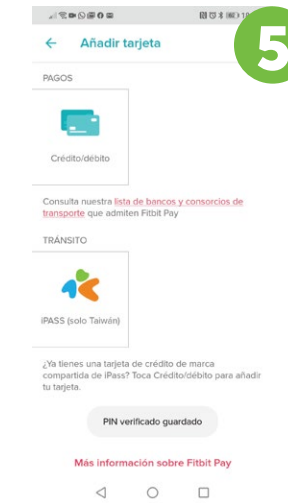 5
Añadir tarjeta
PAGOS
Crédito/débito
Consulta nuestra lista de bancos y consorcios de
transporte que admiten Fitbit Pay
TRÁNSITO
iPASS (solo Taiwán)
¿Ya tienes una tarjeta de crédito de marca
compartida de iPass? Toca Crédito/débito para añadir
tu tarjeta.
PIN verificado guardado
Más información sobre Fitbit Pay